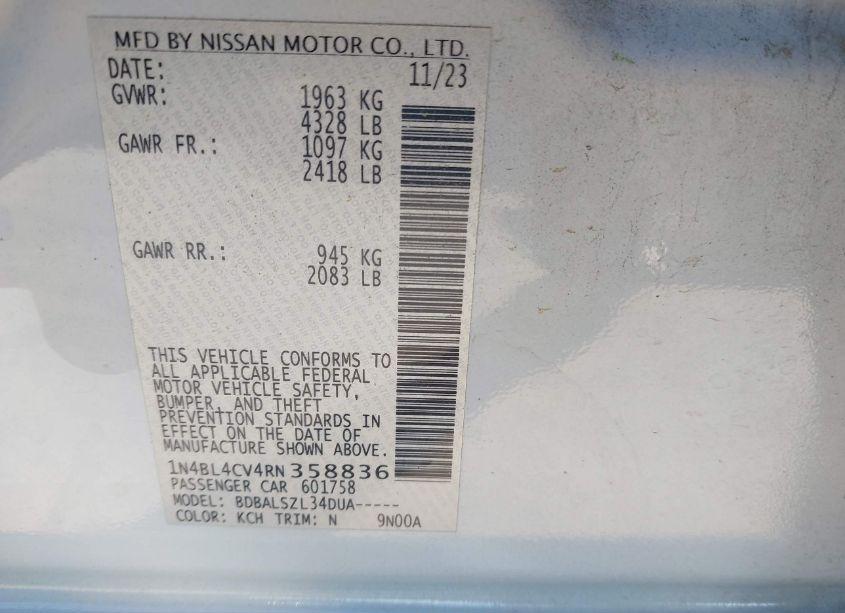 MFD BY NISSAN MOTOR CO., LTD.
DATE: 11/23
GVWR: 1963 KG
4328 LB
GAWR FR.: 1097 KG
2418 LB
GAWR RR.: 945 KG
2083 LB
THIS VEHICLE CONFORMS TO
ALL APPLICABLE FEDERAL
MOTOR VEHICLE SAFETY,
BUMPER, AND THEFT
PREVENTION STANDARDS IN
EFFECT ON THE DATE OF
MANUFACTURE SHOWN ABOVE.
1N4BL4CV4RN358836
PASSENGER CAR 601758
MODEL: BDBALSZL34DUA-----
COLOR: KCH TRIM: N 9N00A